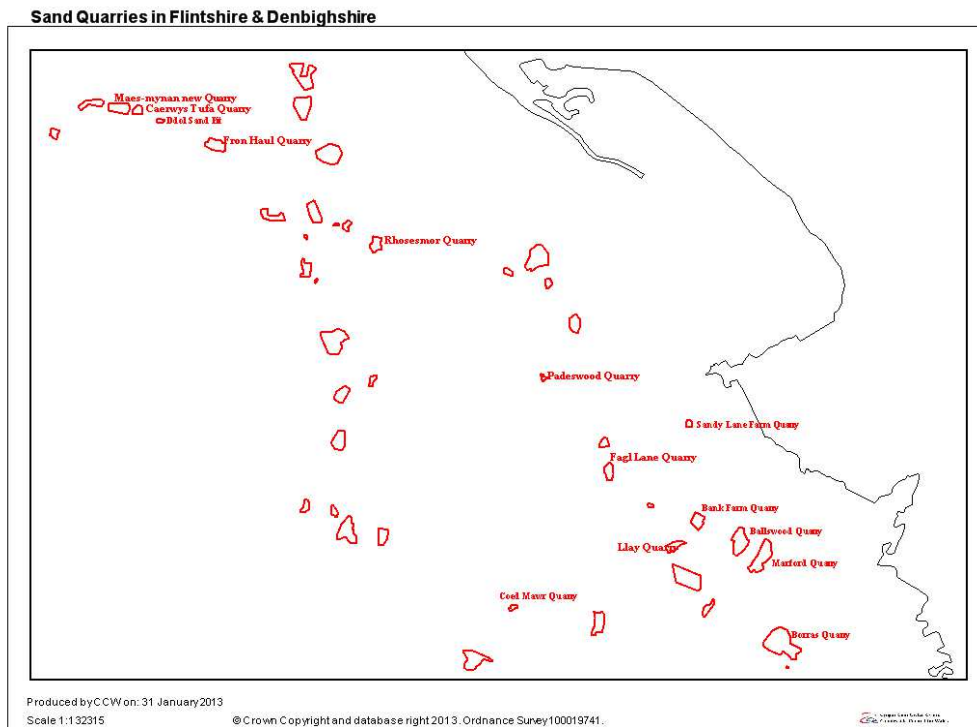 Sand Quarries in Flintshire & Denbighshire
Maes-mynan new Quarry
Caerwys Tufa Quarry
Ddol Sand Pit
Fron Haul Quarry
Rhosesmor Quarry
Padeswood Quarry
Sandy Lane Farm Quarry
Fagl Lane Quarry
Bank Farm Quarry
Ballswood Quarry
Llay Quarry
Marford Quarry
Coed Mawr Quarry
Borras Quarry
Produced by CCW on: 31 January 2013
Scale 1:132315
© Crown Copyright and database right 2013. Ordnance Survey 100019741.